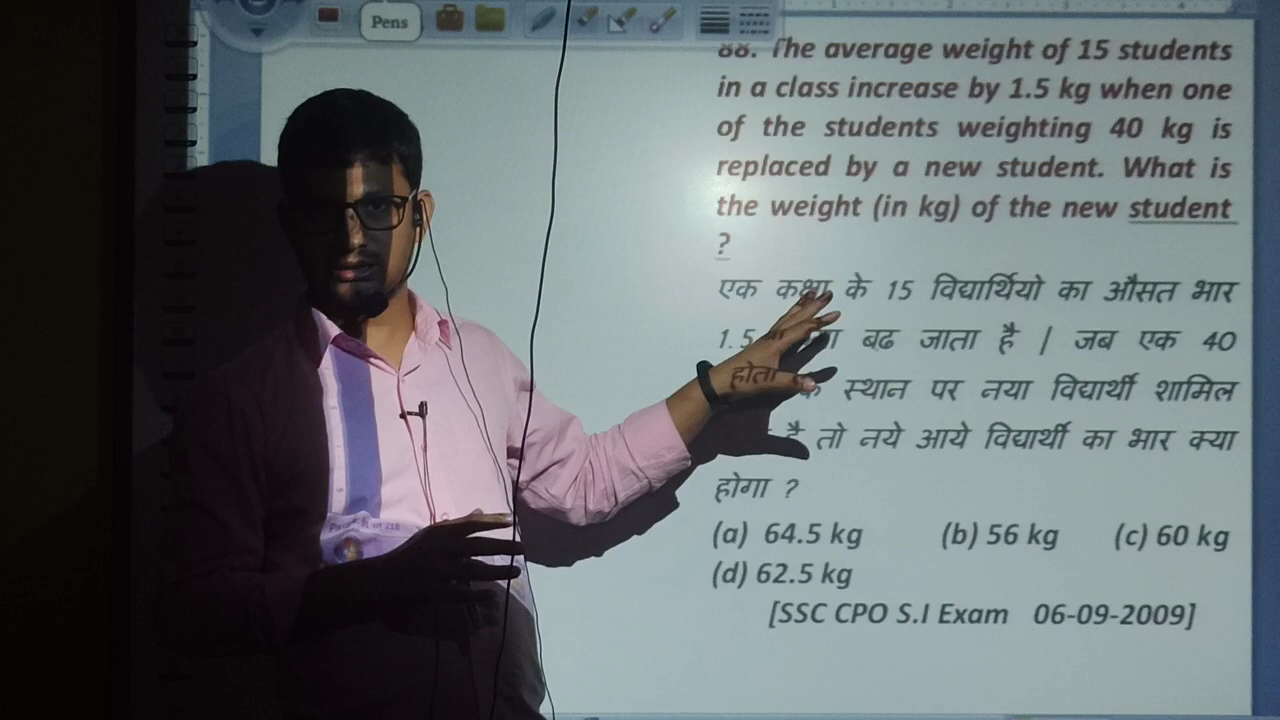 Pens
88. The average weight of 15 students
in a class increase by 1.5 kg when one
of the students weighting 40 kg is
replaced by a new student. What is
the weight (in kg) of the new student
?
एक कक्षा के 15 विद्यार्थियो का औसत भार
1.5 बढ जाता है | जब एक 40
होता स्थान पर नया विद्यार्थी शामिल
है तो नये आये विद्यार्थी का भार क्या
होगा ?
(a) 64.5 kg (b) 56 kg (c) 60 kg
(d) 62.5 kg
[SSC CPO S.I Exam 06-09-2009]